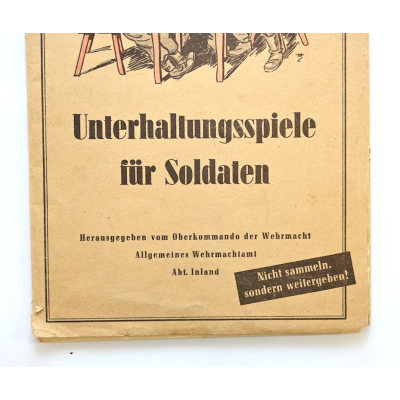 Unterhaltungsspiele
für Soldaten
Herausgegeben vom Oberkommando der Wehrmacht
Allgemeines Wehrmachtamt
Abt. Inland
Nicht sammeln,
sondern weitergeben!